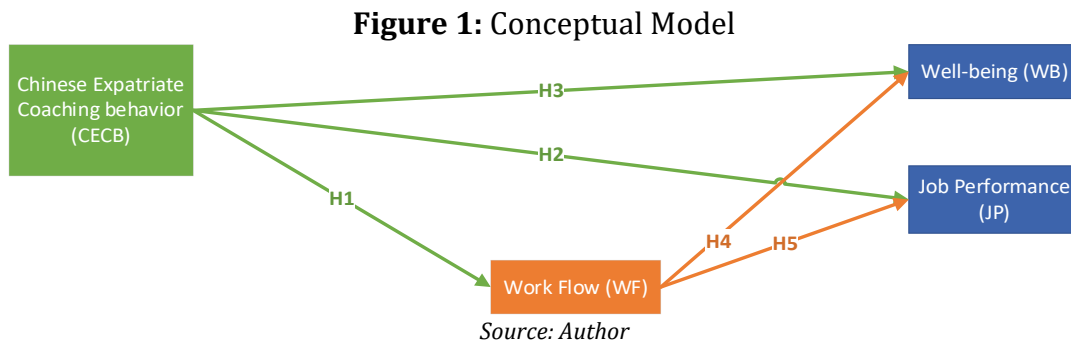 Figure 1: Conceptual Model
Chinese Expatriate
Coaching behavior
(CECB)
Well-being (WB)
H3
H2
Job Performance
(JP)
H1
H4
H5
Work Flow (WF)
Source: Author